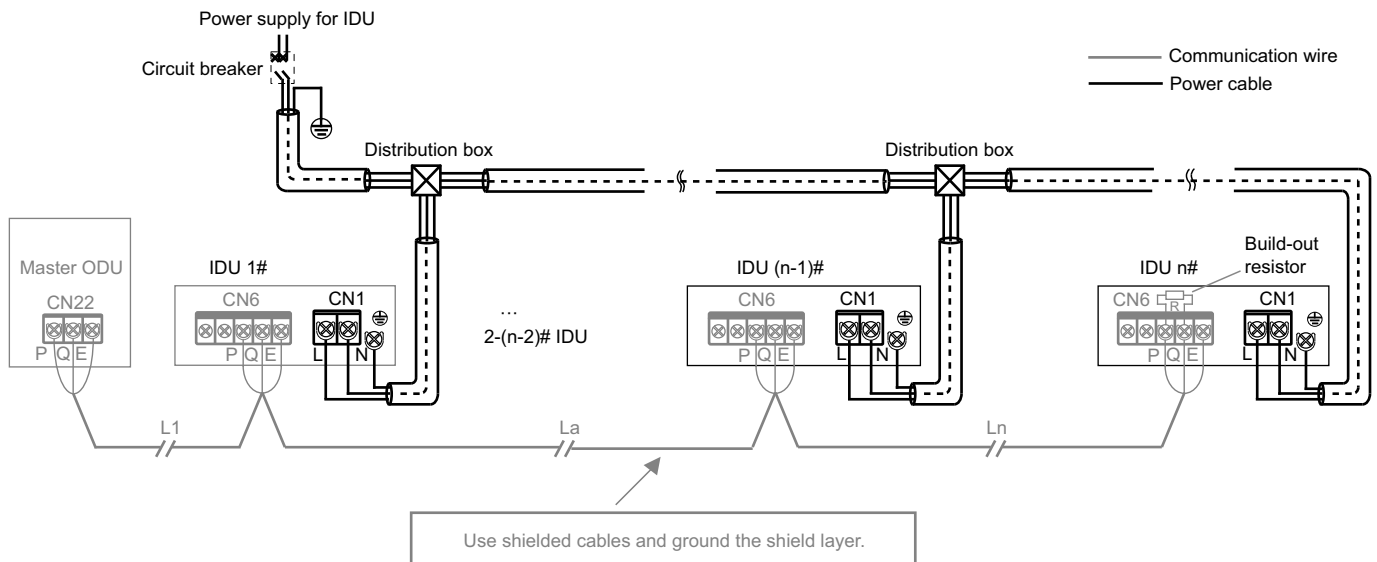 Power supply for IDU
Circuit breaker
Communication wire
Power cable
Distribution box
Distribution box
Master ODU
CN22
P Q E
IDU 1#
CN6
CN1
P Q E
L N
...
2-(n-2)# IDU
IDU (n-1)#
CN6
CN1
P Q E
L N
IDU n#
Build-out
resistor
CN6
R
CN1
P Q E
L N
L1
La
Ln
Use shielded cables and ground the shield layer.